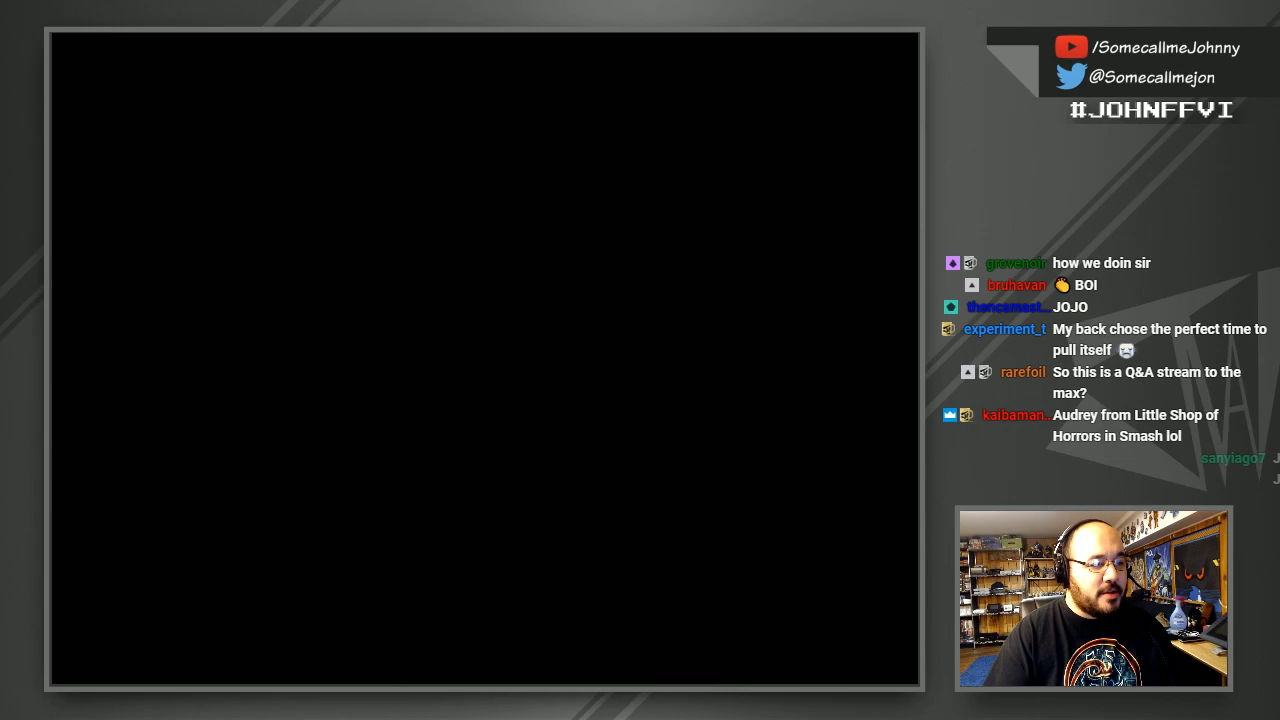 /SomecallmeJohnny
@Somecallmejon
#JOHNFFVI
grovenoir how we doin sir
bruhavan BOI
thencamast... JOJO
experiment_t My back chose the perfect time to
pull itself
rarefoil So this is a Q&A stream to the
max?
kaibaman... Audrey from Little Shop of
Horrors in Smash lol
sanyiago7 J
J